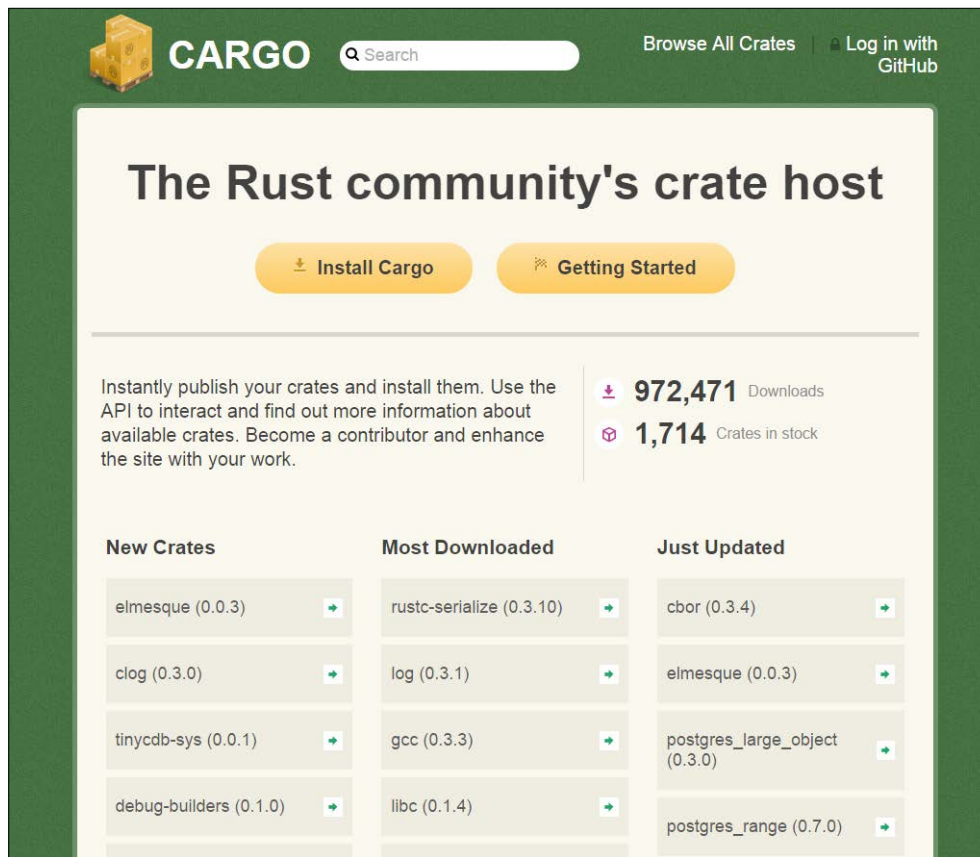 CARGO
Search
Browse All Crates
Log in with
GitHub
The Rust community's crate host
Install Cargo
Getting Started
Instantly publish your crates and install them. Use the
API to interact and find out more information about
available crates. Become a contributor and enhance
the site with your work.
972,471 Downloads
1,714 Crates in stock
New Crates
elmesque (0.0.3)
clog (0.3.0)
tinycdb-sys (0.0.1)
debug-builders (0.1.0)
Most Downloaded
rustc-serialize (0.3.10)
log (0.3.1)
gcc (0.3.3)
libc (0.1.4)
Just Updated
cbor (0.3.4)
elmesque (0.0.3)
postgres_large_object
(0.3.0)
postgres_range (0.7.0)